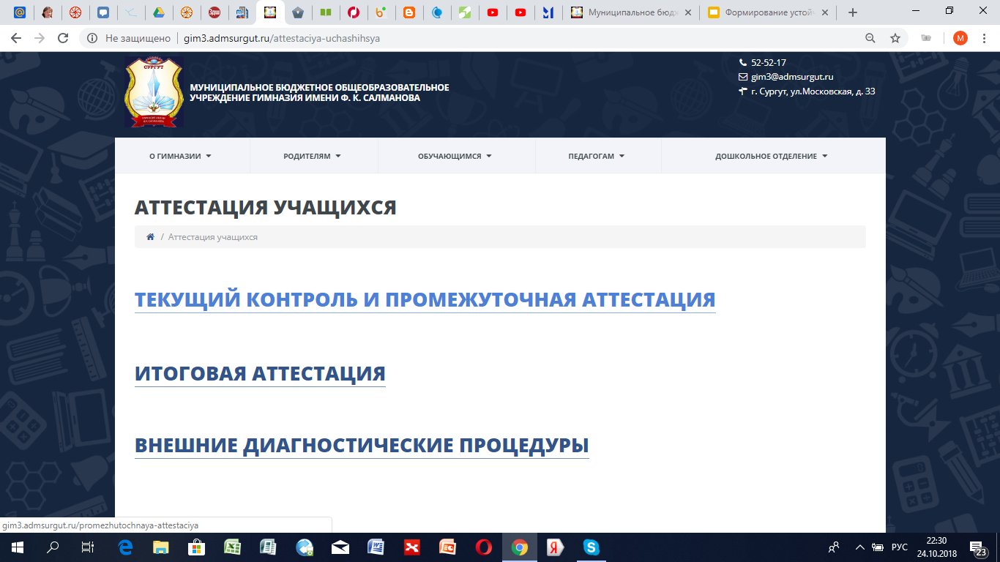 Муниципальное бюдж
Формирование устойч
Не защищено
gim3.admsurgut.ru/attestaciya-uchashihsya
М
СУРГУТ
МУНИЦИПАЛЬНОЕ БЮДЖЕТНОЕ ОБЩЕОБРАЗОВАТЕЛЬНОЕ
УЧРЕЖДЕНИЕ ГИМНАЗИЯ ИМЕНИ Ф. К. САЛМАНОВА
52-52-17
gim3@admsurgut.ru
г. Сургут, ул.Московская, д. 33
О ГИМНАЗИИ
РОДИТЕЛЯМ
ОБУЧАЮЩИМСЯ
ПЕДАГОГАМ
ДОШКОЛЬНОЕ ОТДЕЛЕНИЕ
АТТЕСТАЦИЯ УЧАЩИХСЯ
/ Аттестация учащихся
ТЕКУЩИЙ КОНТРОЛЬ И ПРОМЕЖУТОЧНАЯ АТТЕСТАЦИЯ
ИТОГОВАЯ АТТЕСТАЦИЯ
ВНЕШНИЕ ДИАГНОСТИЧЕСКИЕ ПРОЦЕДУРЫ
gim3.admsurgut.ru/promezhutochnaya-attestaciya
РУС
22:30
24.10.2018
23